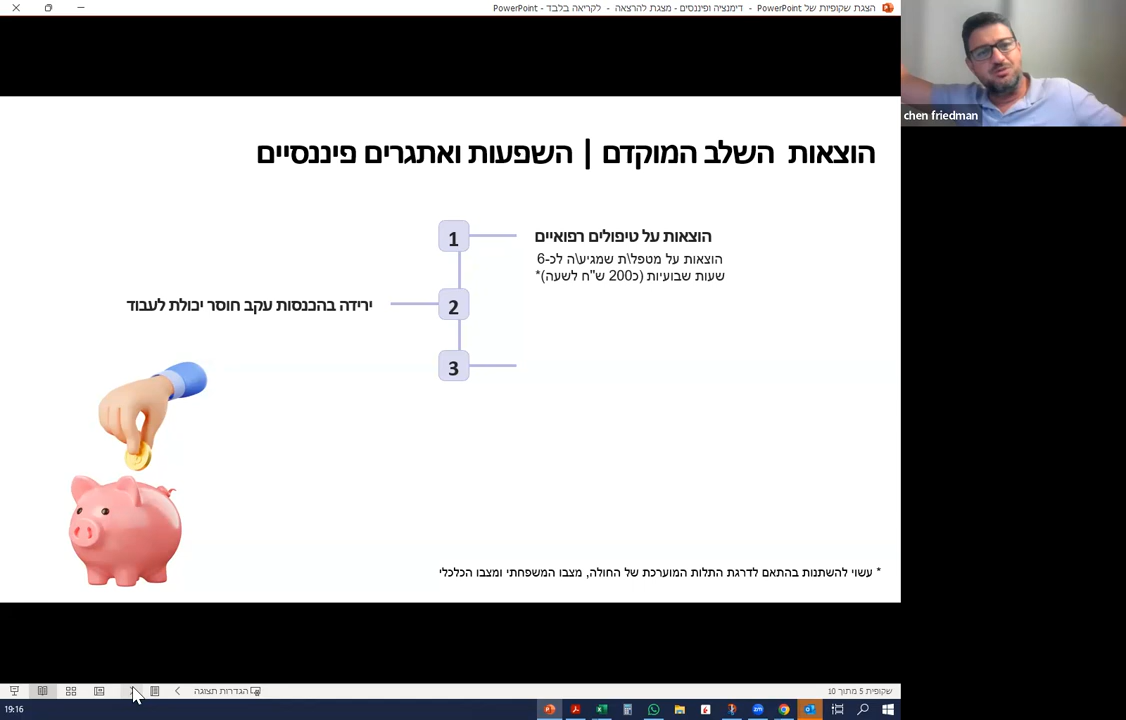 הצגת שקופיות של PowerPoint - דימנציה ופיננסים - מצגת להרצאה - לקריאה בלבד - PowerPoint
chen friedman
הוצאות השלב המוקדם | השפעות ואתגרים פיננסיים
1
הוצאות על טיפולים רפואיים
הוצאות על מטפל\ת שמגיע\ה לכ-6
שעות שבועיות (כ200 ש"ח לשעה)*
2
ירידה בהכנסות עקב חוסר יכולת לעבוד
3
* עשוי להשתנות בהתאם לדרגת התלות המוערכת של החולה, מצבו המשפחתי ומצבו הכלכלי
שקופית 5 מתוך 10
הגדרות תצוגה
19:16